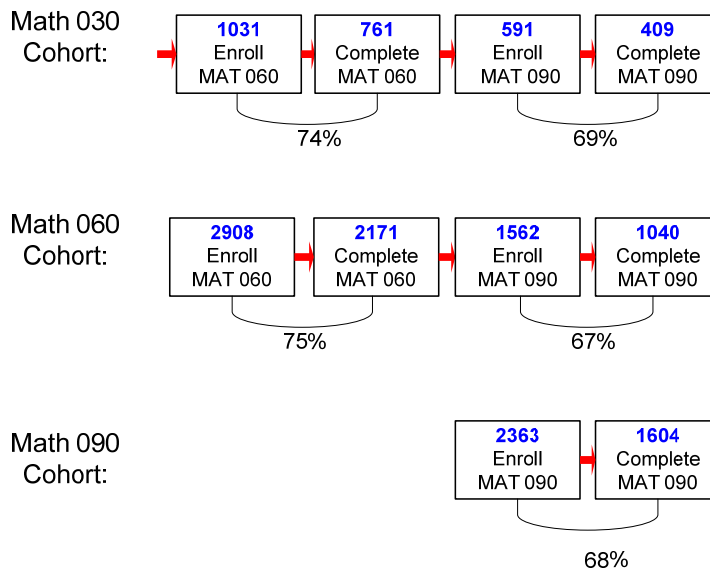 Math 030
Cohort:
1031
Enroll
MAT 060
761
Complete
MAT 060
591
Enroll
MAT 090
409
Complete
MAT 090
74%
69%
Math 060
Cohort:
2908
Enroll
MAT 060
2171
Complete
MAT 060
1562
Enroll
MAT 090
1040
Complete
MAT 090
75%
67%
Math 090
Cohort:
2363
Enroll
MAT 090
1604
Complete
MAT 090
68%